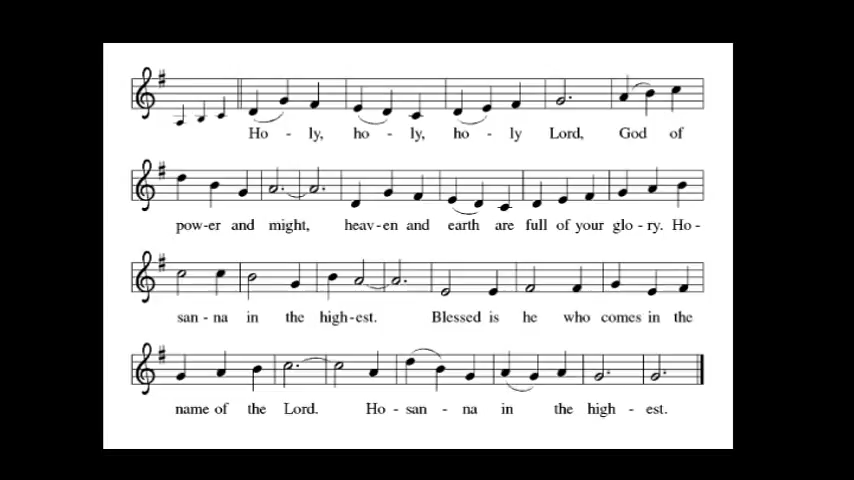 Ho - ly, ho - ly, ho - ly Lord, God of
pow-er and might, heav-en and earth are full of your glo - ry. Ho -
san - na in the high-est. Blessed is he who comes in the
name of the Lord. Ho - san - na in the high - est.